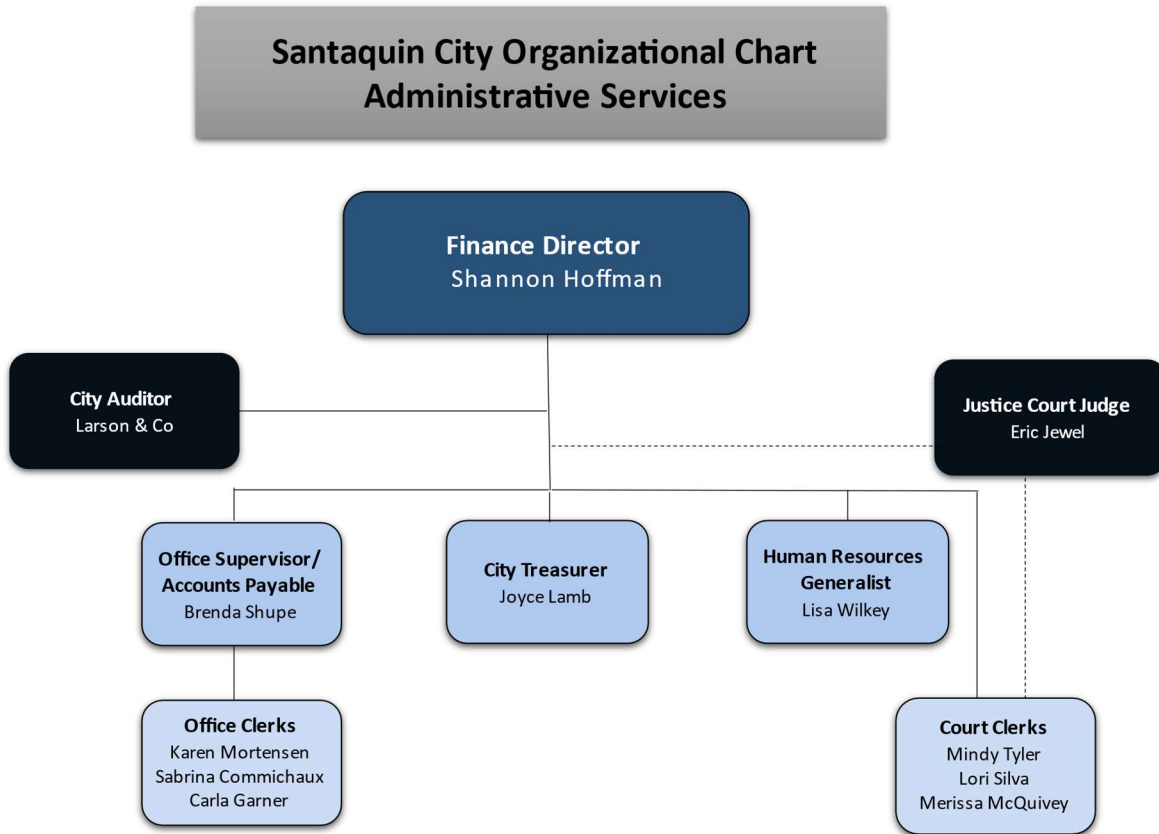 Santaquin City Organizational Chart
Administrative Services
Finance Director
Shannon Hoffman
City Auditor
Larson & Co
Justice Court Judge
Eric Jewel
Office Supervisor/
Accounts Payable
Brenda Shupe
City Treasurer
Joyce Lamb
Human Resources
Generalist
Lisa Wilkey
Office Clerks
Karen Mortensen
Sabrina Commichaux
Carla Garner
Court Clerks
Mindy Tyler
Lori Silva
Merissa McQuivey